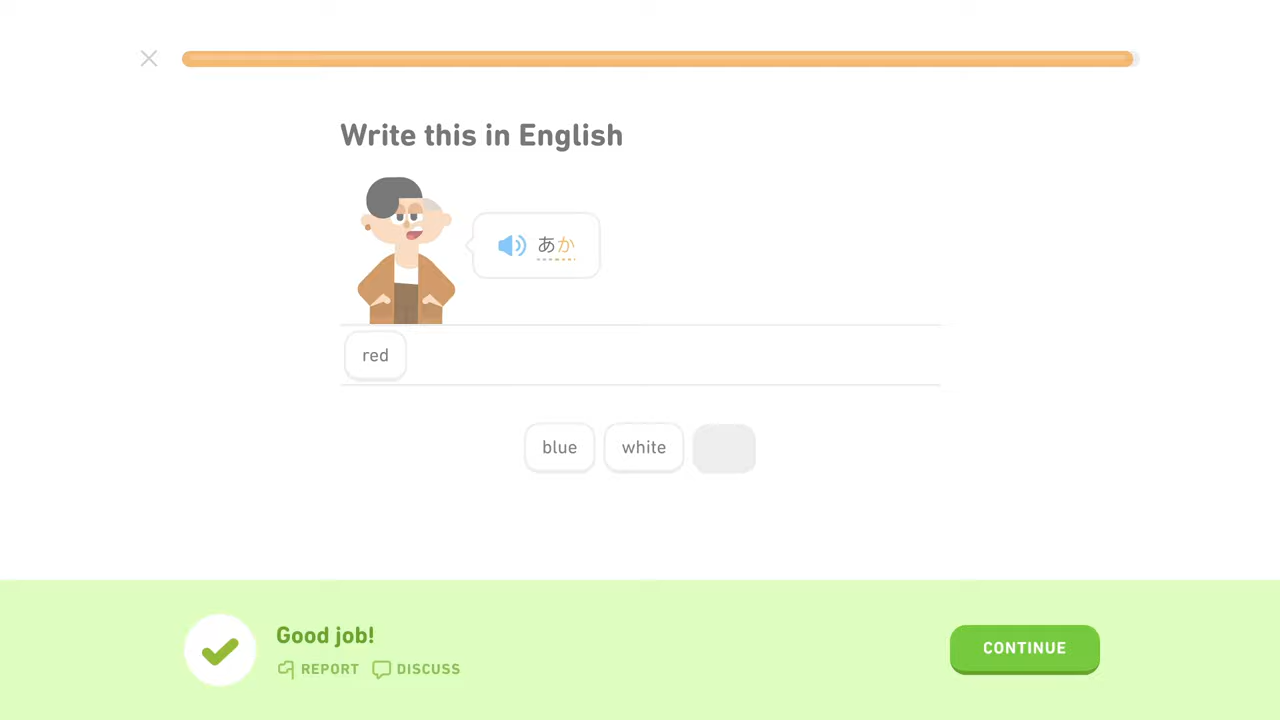 Write this in English
あか
red
blue white
Good job!
REPORT DISCUSS
CONTINUE